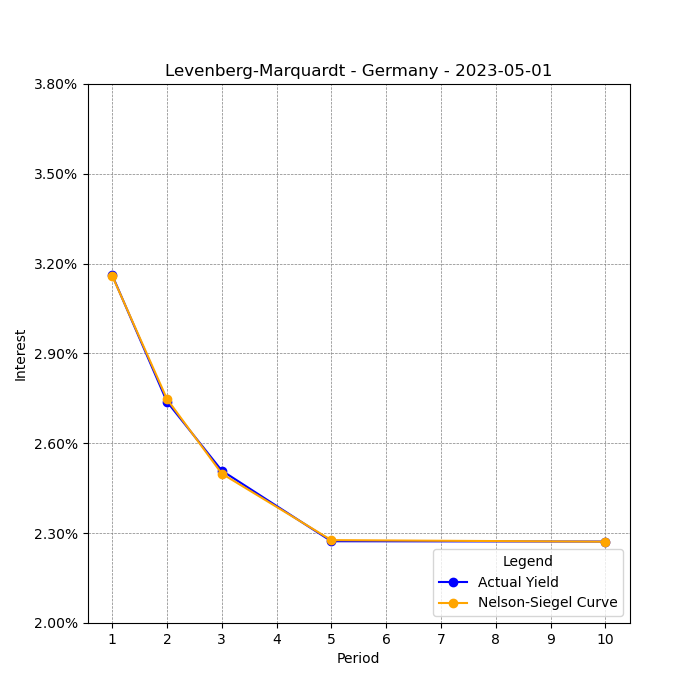 Levenberg-Marquardt - Germany - 2023-05-01
3.80%
3.50%
3.20%
2.90%
2.60%
2.30%
2.00%
Interest
1 2 3 4 5 6 7 8 9 10
Period
Legend
Actual Yield
Nelson-Siegel Curve